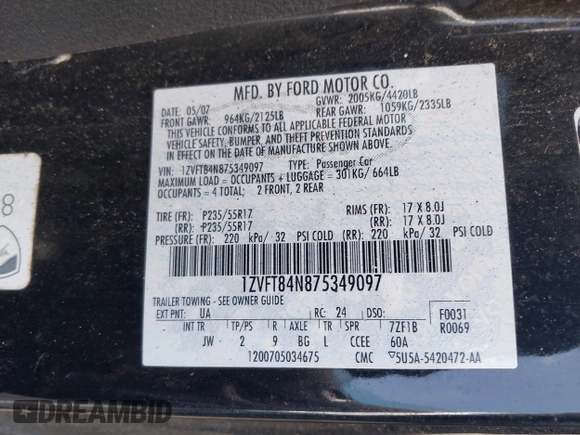 MFD. BY FORD MOTOR CO.
DATE: 05/07 GVWR: 2005KG/4420LB
FRONT GAWR: 964KG/2125LB REAR GAWR: 1059KG/2335LB
THIS VEHICLE CONFORMS TO ALL APPLICABLE FEDERAL MOTOR
VEHICLE SAFETY, BUMPER, AND THEFT PREVENTION STANDARDS
IN EFFECT ON THE DATE OF MANUFACTURE SHOWN ABOVE.
VIN: 1ZVFT84N875349097 TYPE: Passenger Car
MAXIMUM LOAD = OCCUPANTS + LUGGAGE = 301KG/ 664LB
OCCUPANTS = 4 TOTAL; 2 FRONT, 2 REAR
TIRE (FR): P235/55R17 RIMS (FR): 17 X 8.0J
(RR): P235/55R17 (RR): 17 X 8.0J
PRESSURE (FR): 220 kPa/ 32 PSI COLD (RR): 220 kPa/ 32 PSI COLD
1ZVFT84N875349097
TRAILER TOWING - SEE OWNER GUIDE
EXT PNT: UA RC: 24 DSO: F0031
INT TR TP/PS R AXLE TR SPR 7ZF1B R0069
JW 2 9 BG L CCEE 60A
1200705034675 CMC 5U5A-5420472-AA
8
DREAMBID